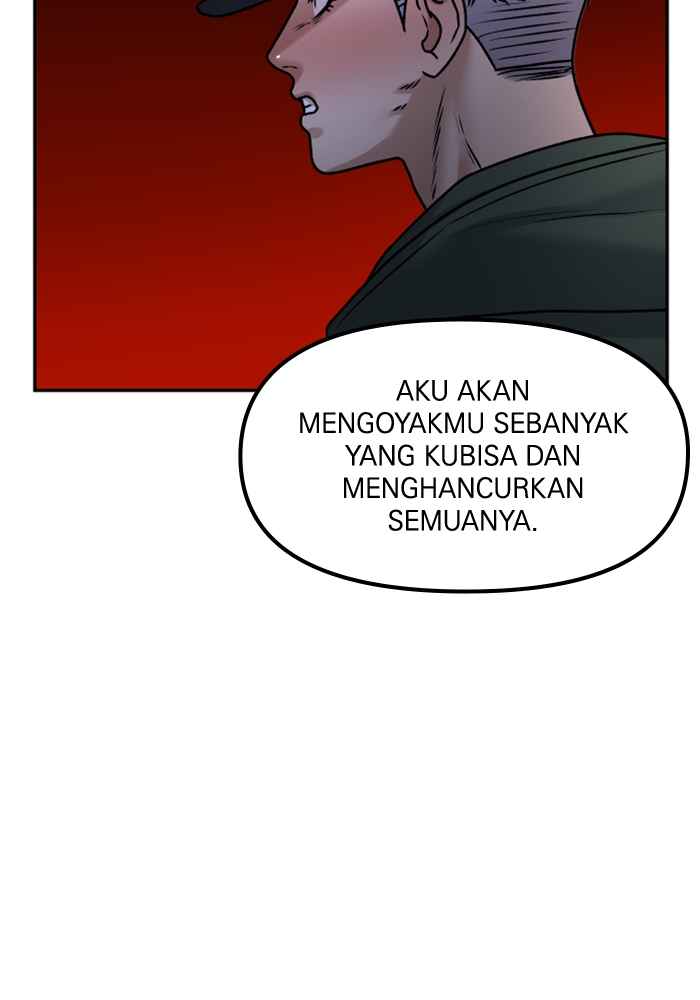 AKU AKAN
MENGOYAKMU SEBANYAK
YANG KUBISA DAN
MENGHANCURKAN
SEMUANYA.